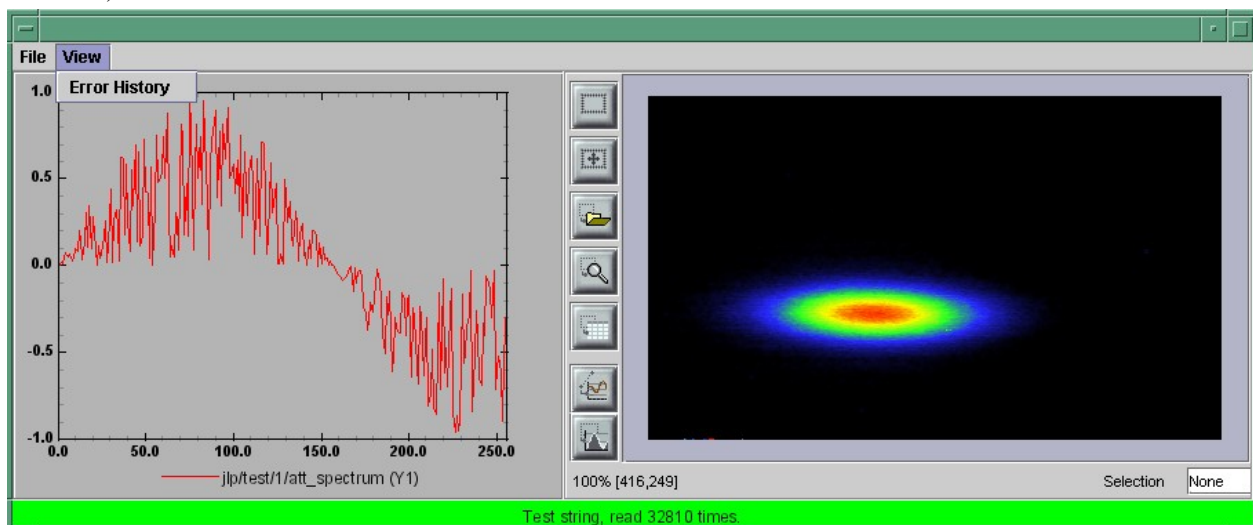 File View
Error History
1.0
0.5
0.0
-0.5
-1.0
0.0 50.0 100.0 150.0 200.0 250.0
jlp/test/1/att_spectrum (Y1)
100% [416,249]
Selection None
Test string, read 32810 times.